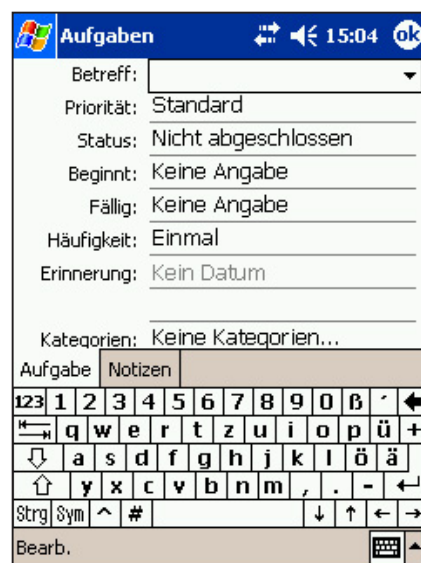 Aufgaben 15:04 ok
Betreff:
Priorität: Standard
Status: Nicht abgeschlossen
Beginnt: Keine Angabe
Fällig: Keine Angabe
Häufigkeit: Einmal
Erinnerung: Kein Datum
Kategorien: Keine Kategorien...
Aufgabe Notizen
123 1 2 3 4 5 6 7 8 9 0 ß ´
q w e r t z u i o p ü +
a s d f g h j k l ö ä
y x c v b n m , . -
Strg Sym ^ #
Bearb.